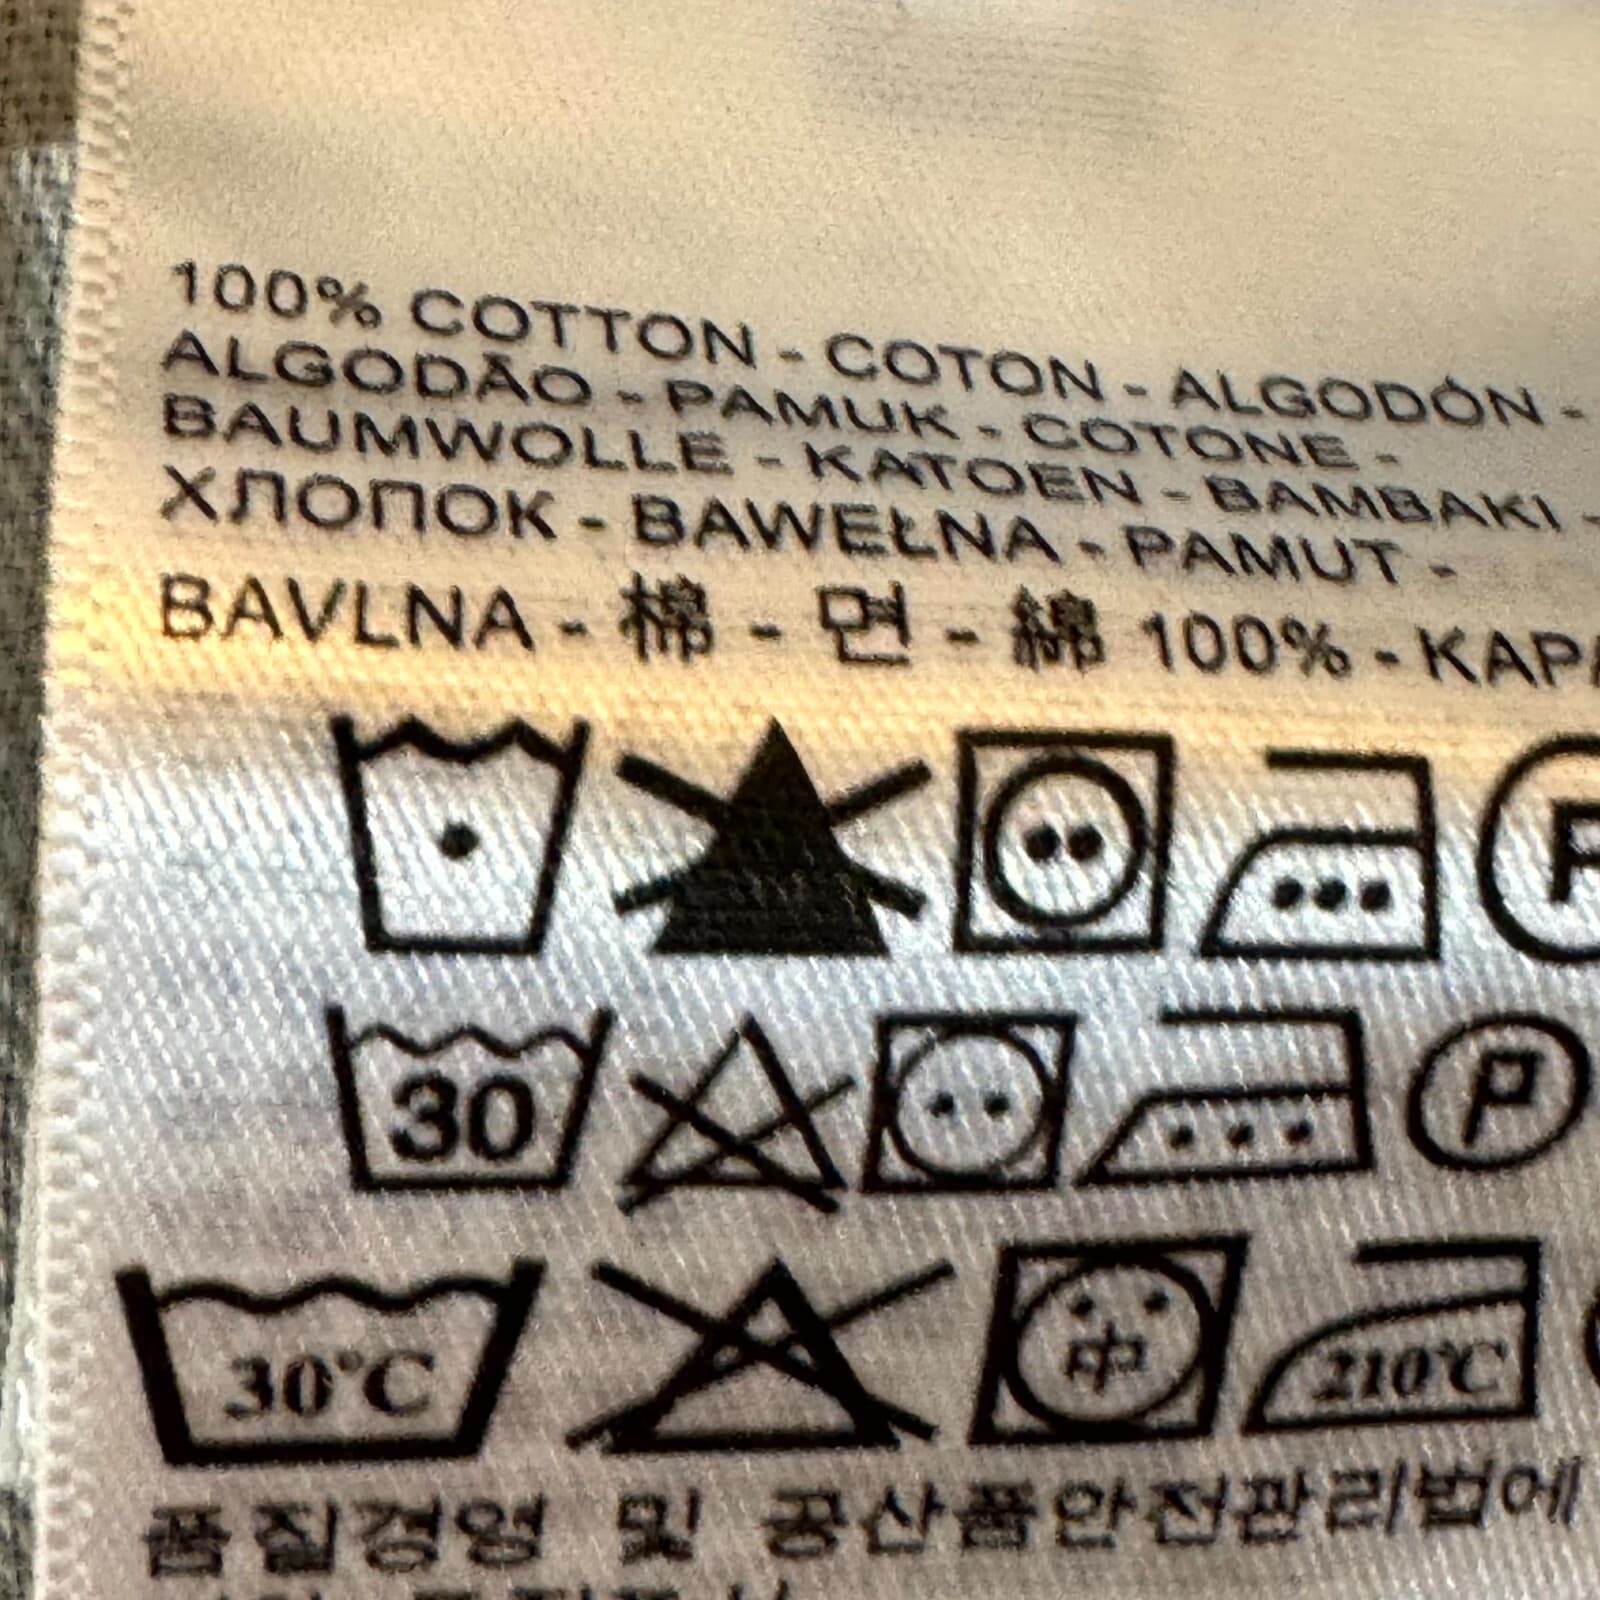 100% COTTON - COTON - ALGODÓN -
ALGODÃO - PAMUK - COTONE -
BAUMWOLLE - KATOEN - BAMBAKI -
ХЛОПОК - BAWEŁNA - PAMUT -
BAVLNA - 棉 - 면 - 綿 100% -
P
30 P
30°C 中 210°C
품질경영 및 공산품안전관리법에